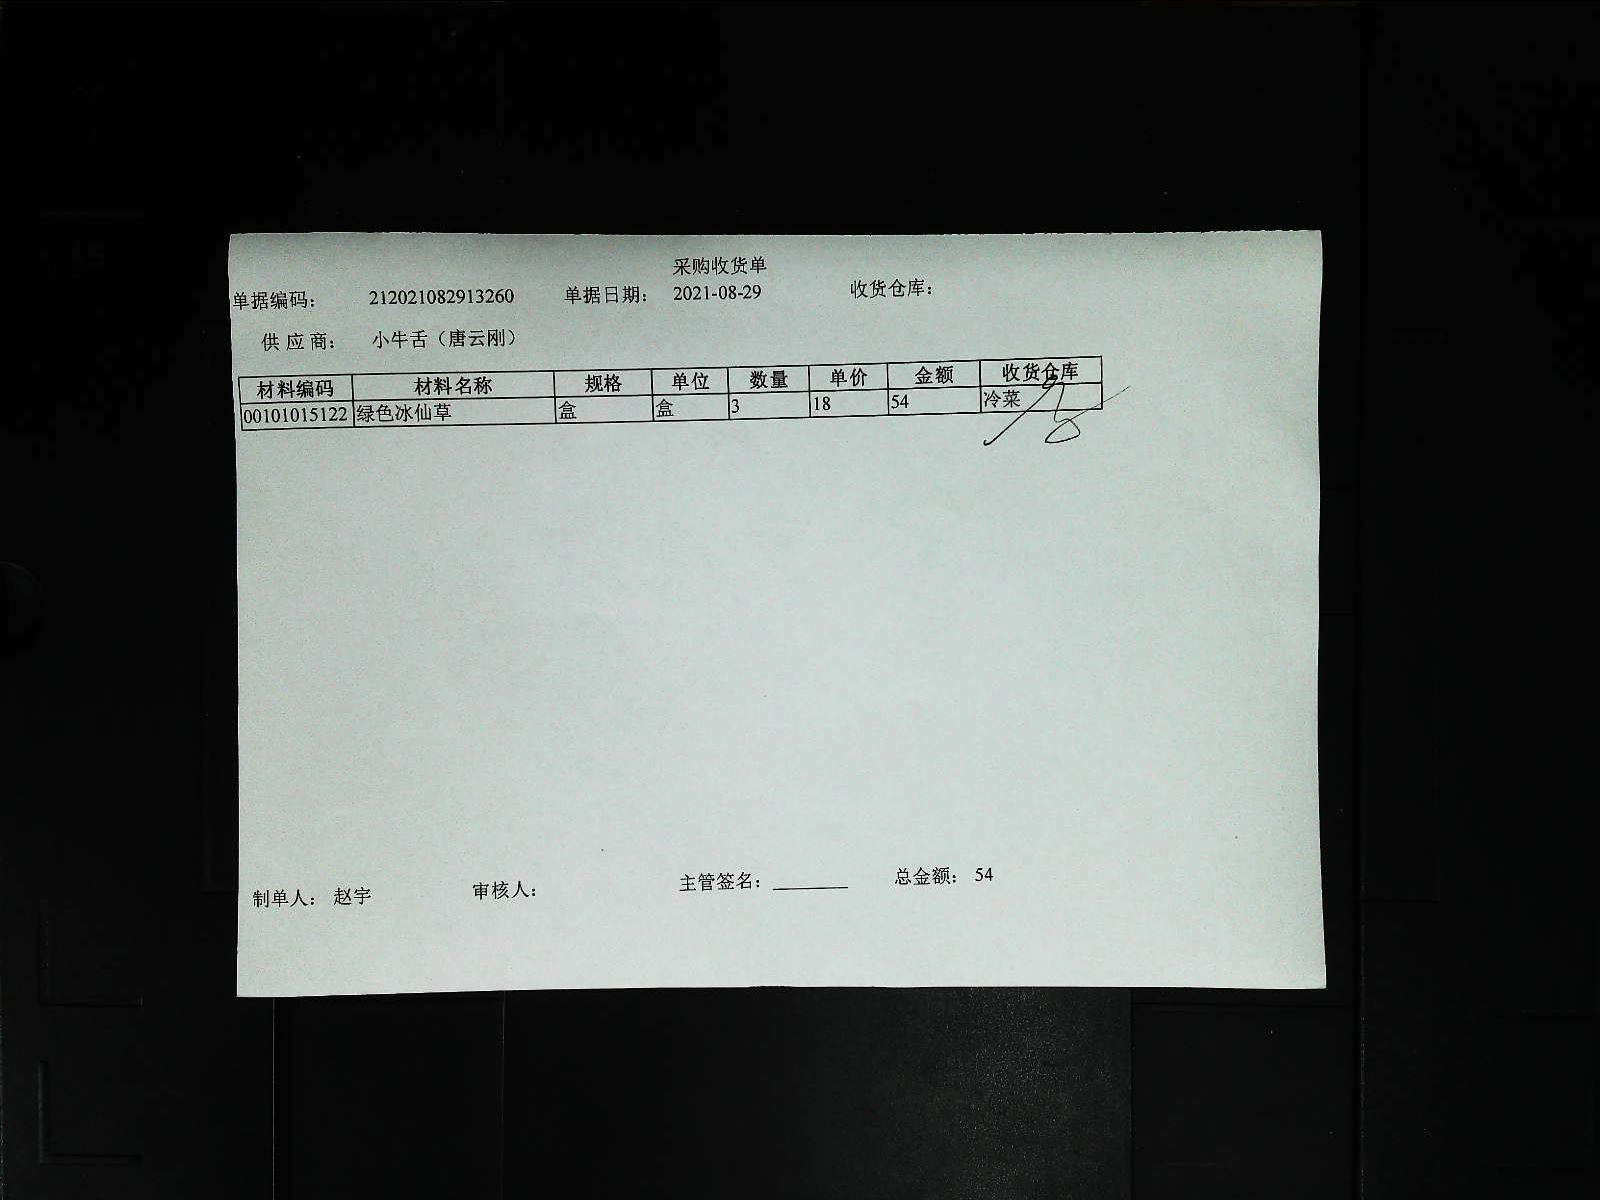 采购收货单
单据编码： 212021082913260 单据日期： 2021-08-29 收货仓库：
供应商： 小牛舌（唐云刚）
材料编码 材料名称 规格 单位 数量 单价 金额 收货仓库
00101015122 绿色冰仙草 盒 盒 3 18 54 冷菜
制单人： 赵宇 审核人： 主管签名：________ 总金额： 54